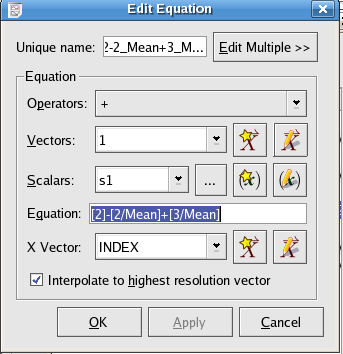 Edit Equation
Unique name: 2-2_Mean+3_M... Edit Multiple >>
Equation
Operators: +
Vectors: 1
Scalars: s1 ... (x) (x)
Equation: [2]-[2/Mean]+[3/Mean]
X Vector: INDEX
Interpolate to highest resolution vector
OK Apply Cancel